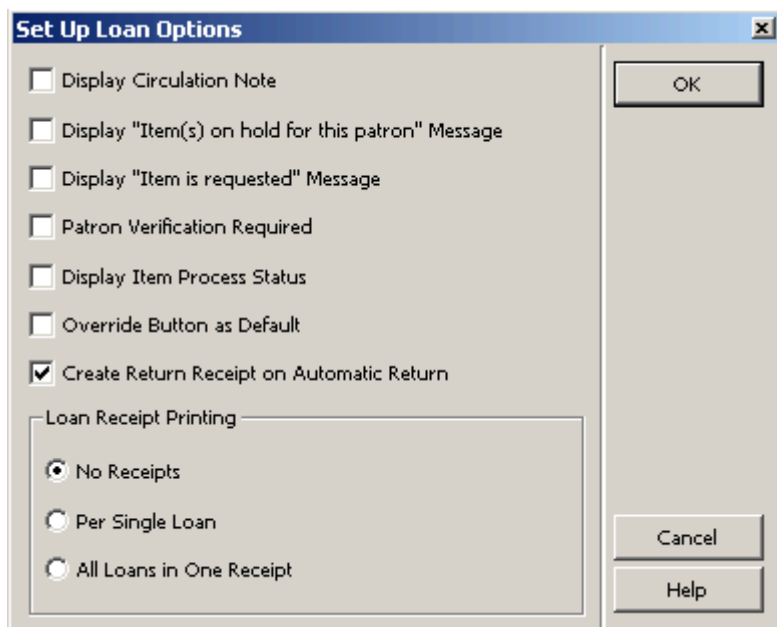 Set Up Loan Options
Display Circulation Note
Display "Item(s) on hold for this patron" Message
Display "Item is requested" Message
Patron Verification Required
Display Item Process Status
Override Button as Default
Create Return Receipt on Automatic Return
Loan Receipt Printing
No Receipts
Per Single Loan
All Loans in One Receipt
OK
Cancel
Help